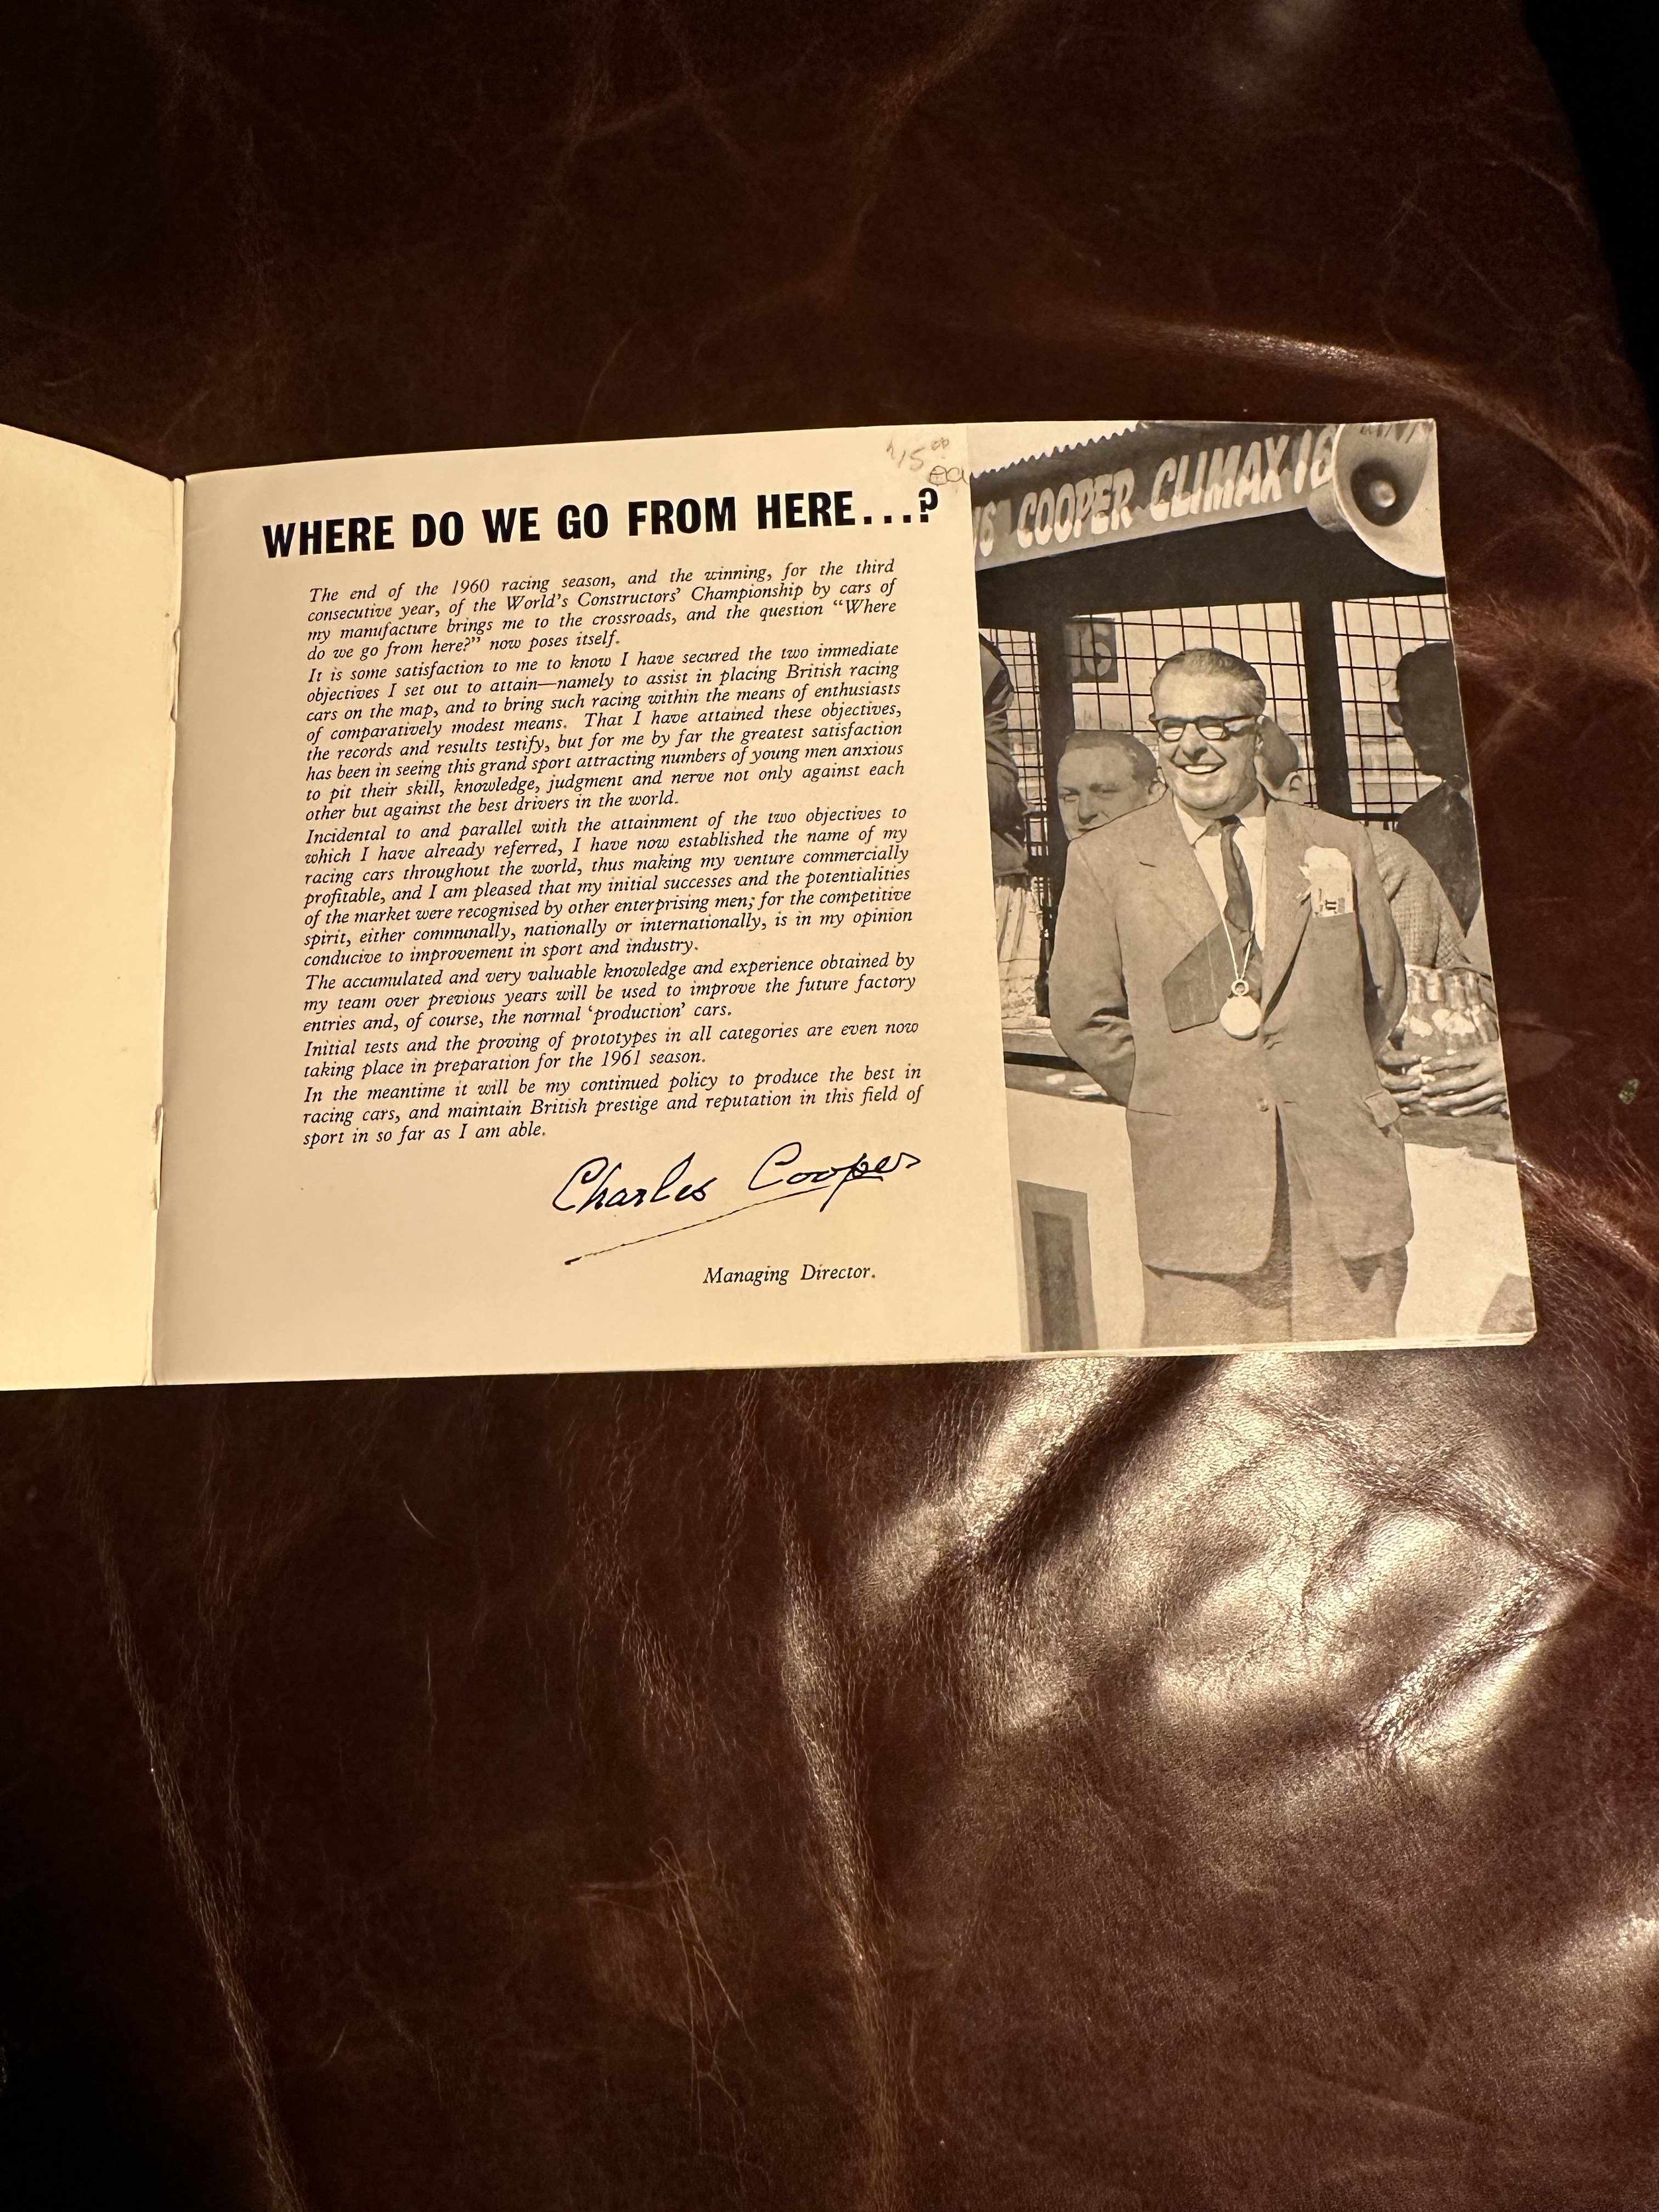 $15.00
ea
WHERE DO WE GO FROM HERE...?
The end of the 1960 racing season, and the winning, for the third
consecutive year, of the World's Constructors' Championship by cars of
my manufacture brings me to the crossroads, and the question "Where
do we go from here?" now poses itself.
It is some satisfaction to me to know I have secured the two immediate
objectives I set out to attain—namely to assist in placing British racing
cars on the map, and to bring such racing within the means of enthusiasts
of comparatively modest means. That I have attained these objectives,
the records and results testify, but for me by far the greatest satisfaction
has been in seeing this grand sport attracting numbers of young men anxious
to pit their skill, knowledge, judgment and nerve not only against each
other but against the best drivers in the world.
Incidental to and parallel with the attainment of the two objectives to
which I have already referred, I have now established the name of my
racing cars throughout the world, thus making my venture commercially
profitable, and I am pleased that my initial successes and the potentialities
of the market were recognised by other enterprising men; for the competitive
spirit, either communally, nationally or internationally, is in my opinion
conducive to improvement in sport and industry.
The accumulated and very valuable knowledge and experience obtained by
my team over previous years will be used to improve the future factory
entries and, of course, the normal 'production' cars.
Initial tests and the proving of prototypes in all categories are even now
taking place in preparation for the 1961 season.
In the meantime it will be my continued policy to produce the best in
racing cars, and maintain British prestige and reputation in this field of
sport in so far as I am able.
Charles Cooper
Managing Director.
16 COOPER CLIMAX 16
16